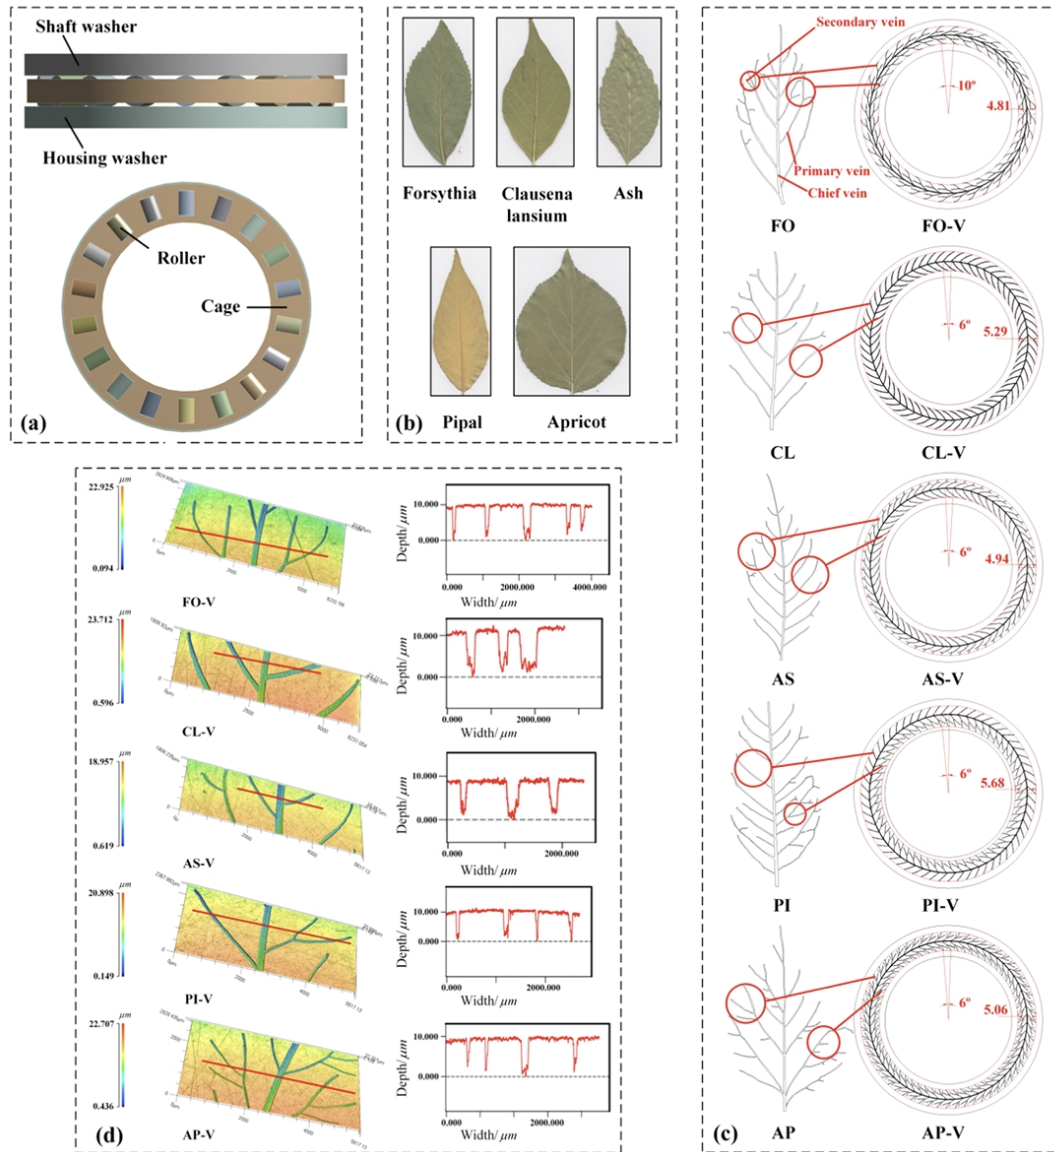 Shaft washer
Housing washer
Roller
Cage
(a)
Forsythia
Clausena
lansium
Ash
Pipal
Apricot
(b)
Secondary vein
Primary vein
Chief vein
10°
4.81
FO
FO-V
6°
5.29
CL
CL-V
6°
4.94
AS
AS-V
6°
5.68
PI
PI-V
6°
5.06
AP
AP-V
(c)
22.925
μm
0.094
FO-V
Depth/ μm
10.000
0.000
0.000
2000.000
4000.000
Width/ μm
23.712
μm
0.596
CL-V
Depth/ μm
10.000
0.000
0.000
2000.000
Width/ μm
18.957
μm
0.619
AS-V
Depth/ μm
10.000
0.000
0.000
2000.000
Width/ μm
20.898
μm
0.149
PI-V
Depth/ μm
10.000
0.000
0.000
2000.000
Width/ μm
22.707
μm
0.436
AP-V
Depth/ μm
10.000
0.000
0.000
2000.000
Width/ μm
(d)